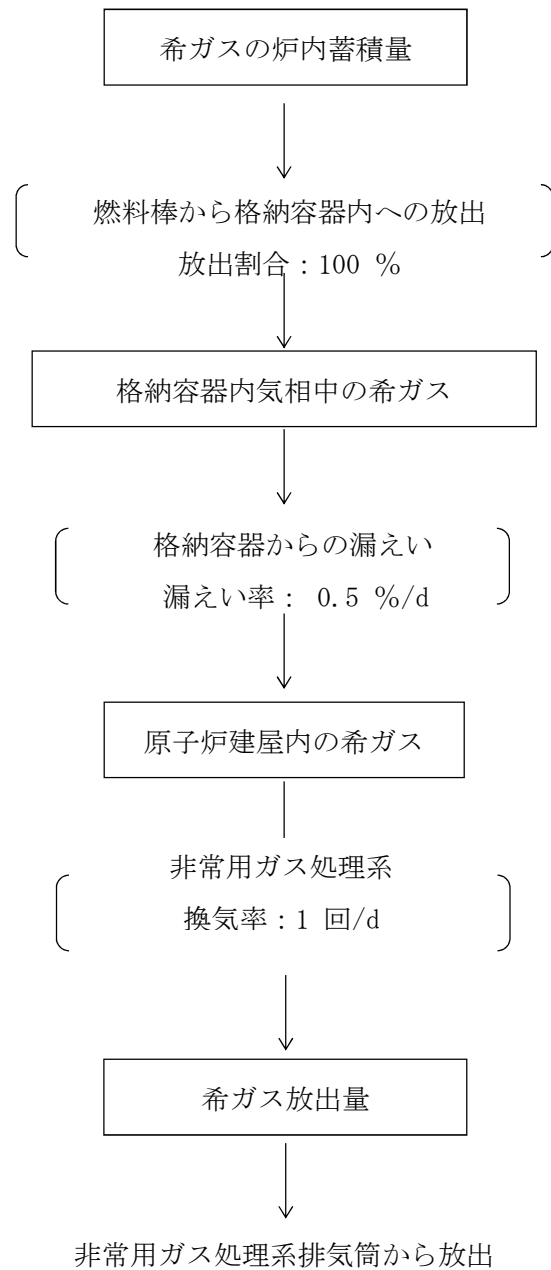 希ガスの炉内蓄積量
燃料棒から格納容器内への放出
放出割合：100 %
格納容器内気相中の希ガス
格納容器からの漏えい
漏えい率： 0.5 %/d
原子炉建屋内の希ガス
非常用ガス処理系
換気率：1 回/d
希ガス放出量
非常用ガス処理系排気筒から放出